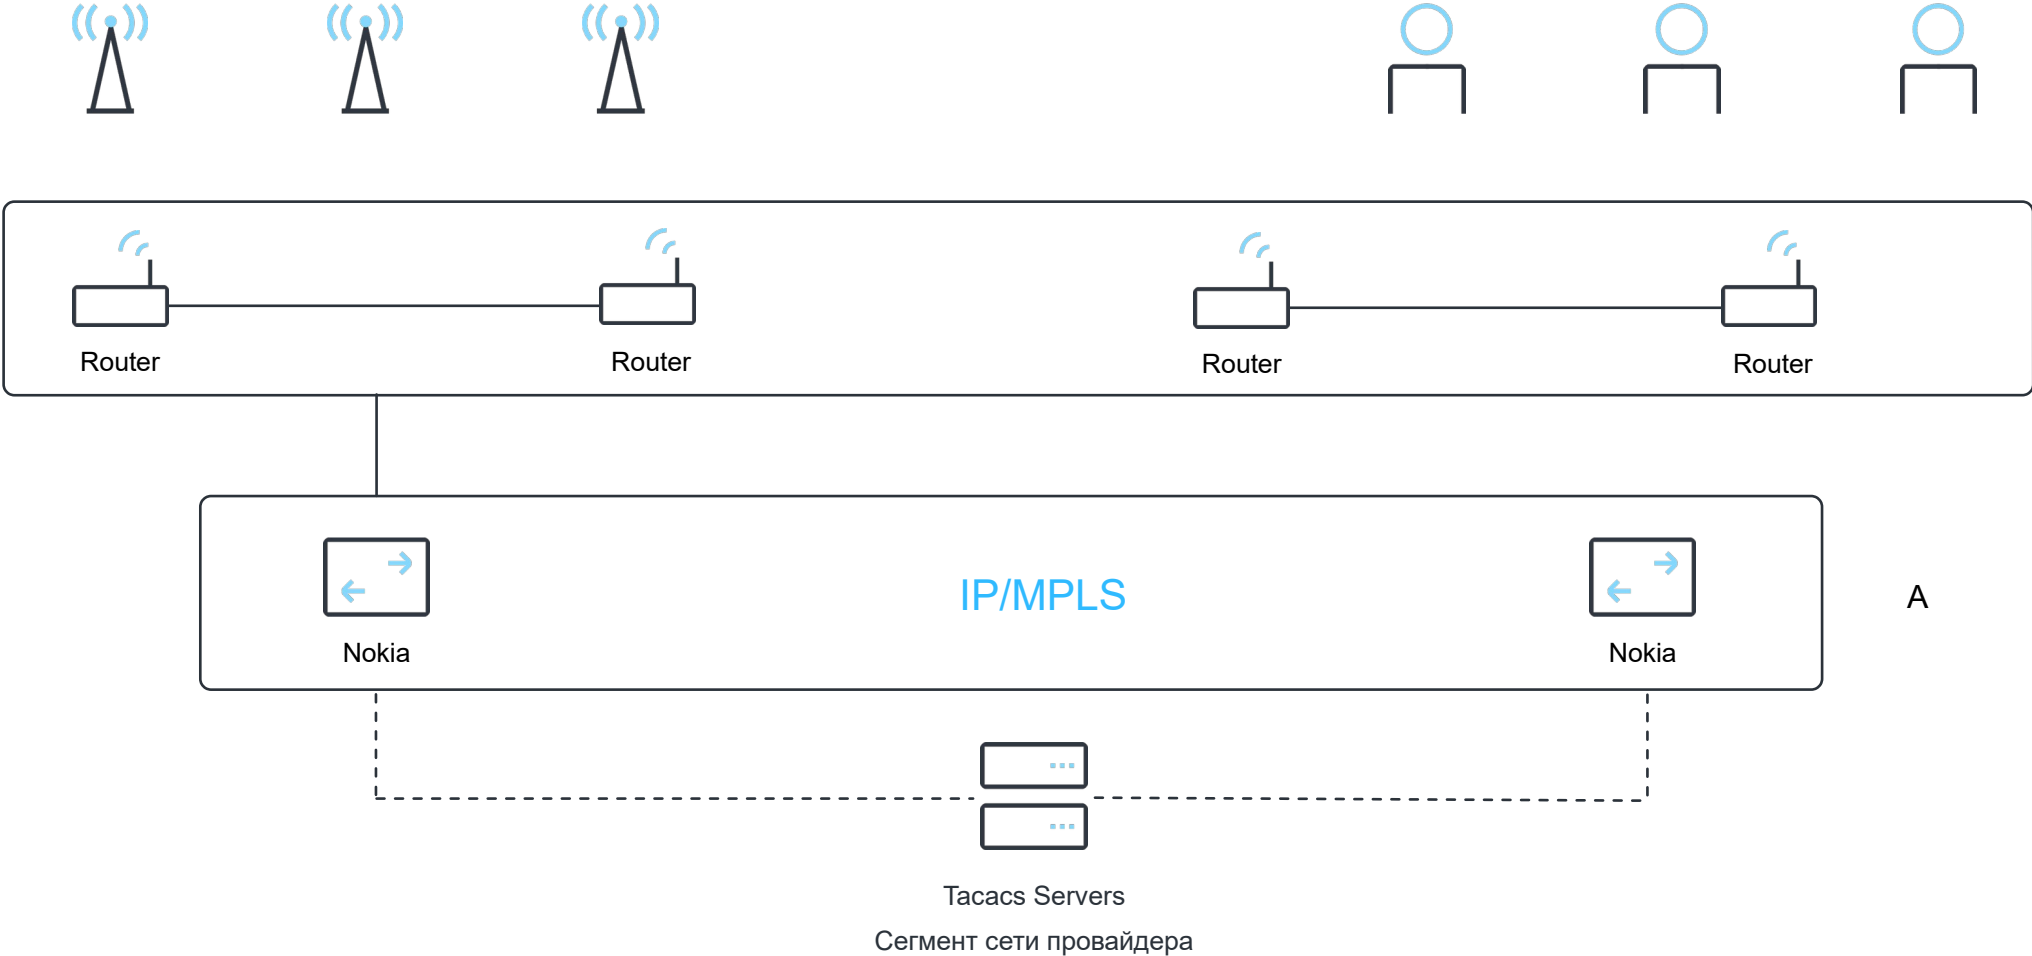 Router
Router
Router
Router
IP/MPLS
A
Nokia
Nokia
Tacacs Servers
Сегмент сети провайдера